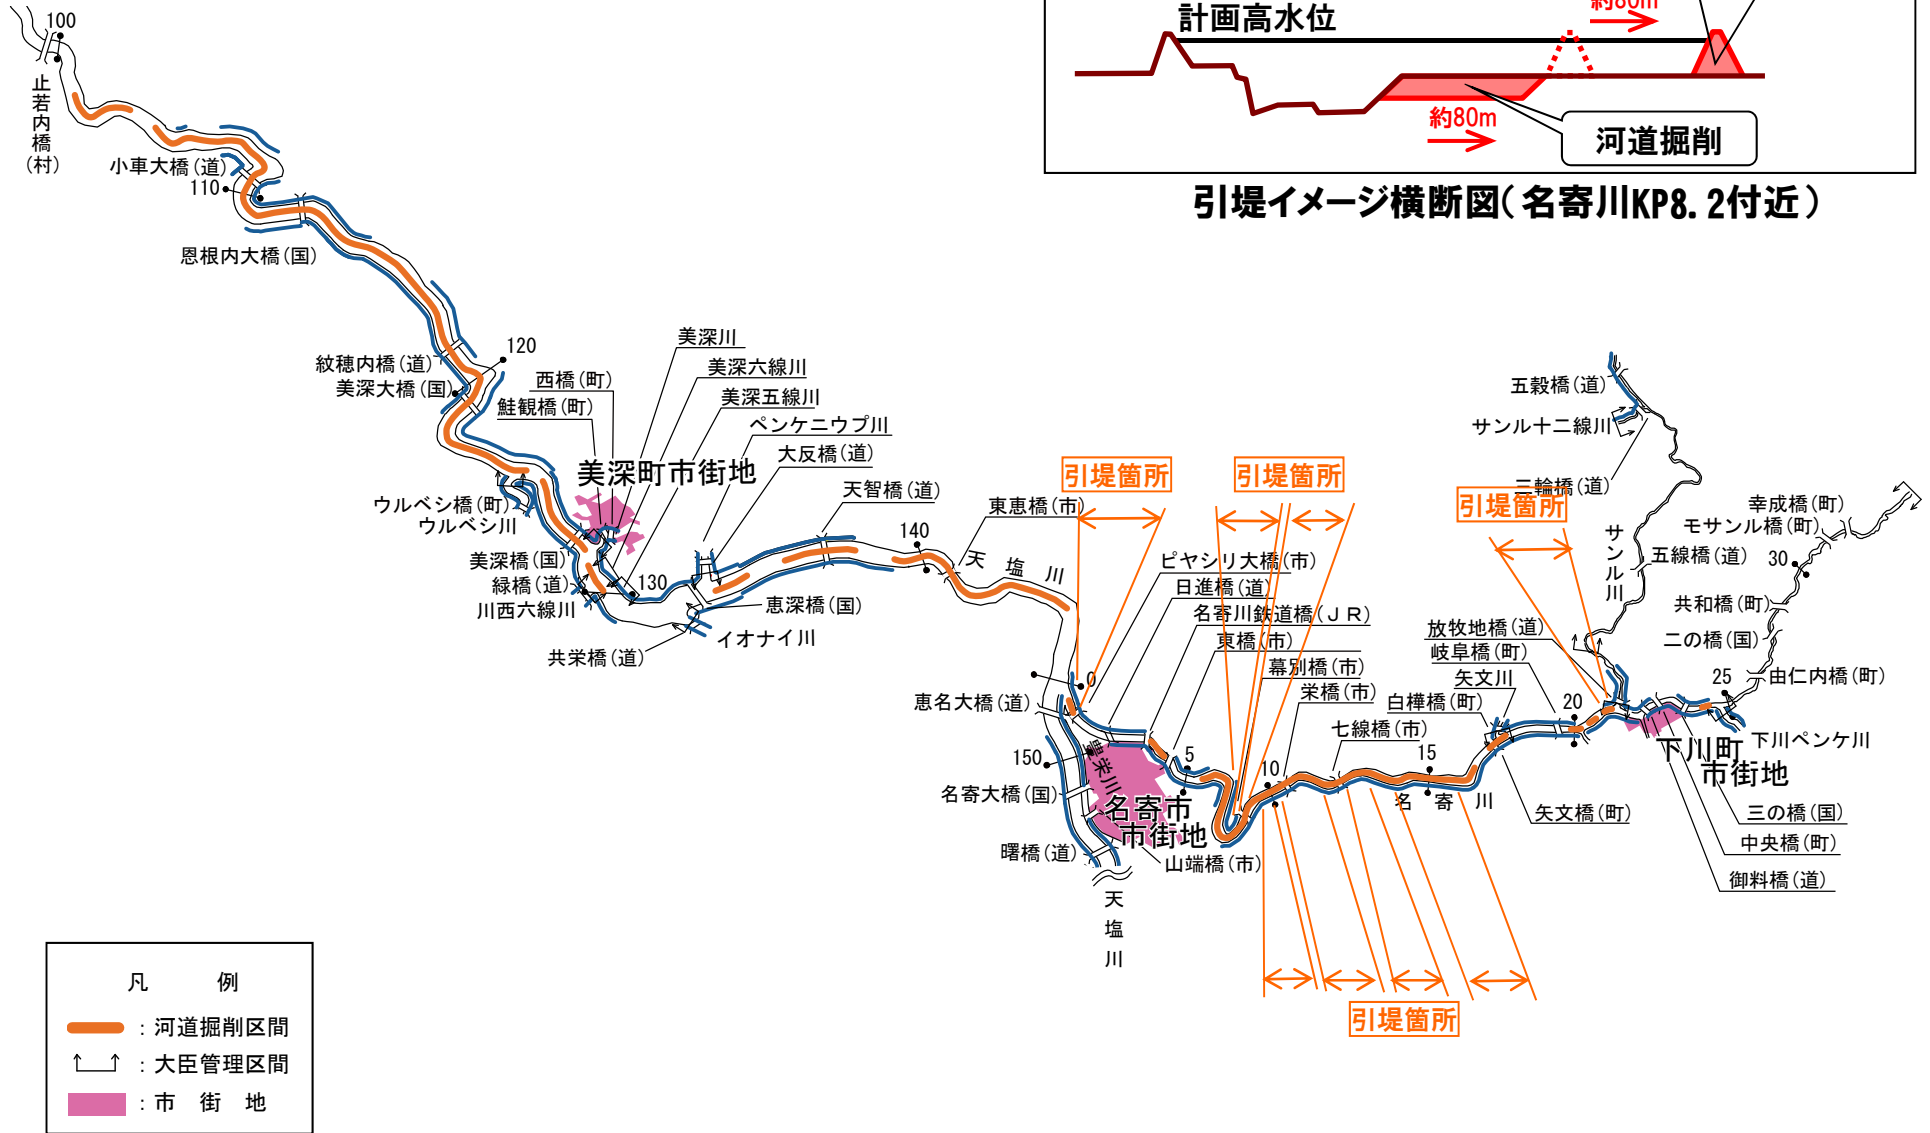 約80m
計画高水位
約80m
河道掘削
引堤イメージ横断図(名寄川KP8.2付近)
100
止若内橋(村)
小車大橋(道)
110
恩根内大橋(国)
紋穂内橋(道)
120
美深大橋(国)
西橋(町)
鮭観橋(町)
美深川
美深六線川
美深五線川
ペンケニウプ川
大反橋(道)
天智橋(道)
美深町市街地
ウルベシ橋(町)
ウルベシ川
美深橋(国)
緑橋(道)
川西六線川
130
共栄橋(道)
イオナイ川
恵深橋(国)
140
東恵橋(市)
天塩川
引堤箇所
引堤箇所
引堤箇所
ピヤシリ大橋(市)
日進橋(道)
名寄川鉄道橋(JR)
東橋(市)
幕別橋(市)
栄橋(市)
七線橋(市)
白樺橋(町)
矢文川
岐阜橋(町)
放牧地橋(道)
五穀橋(道)
サンル十二線川
三輪橋(道)
サンル川
五線橋(道)
幸成橋(町)
モサンル橋(町)
30
共和橋(町)
二の橋(国)
由仁内橋(町)
25
下川ペンケ川
下川町
市街地
三の橋(国)
中央橋(町)
御料橋(道)
20
矢文橋(町)
15
名寄川
10
5
0
恵名大橋(道)
150
豊栄川
名寄大橋(国)
名寄市
市街地
曙橋(道)
山端橋(市)
天塩川
引堤箇所
凡例
:河道掘削区間
:大臣管理区間
:市街地